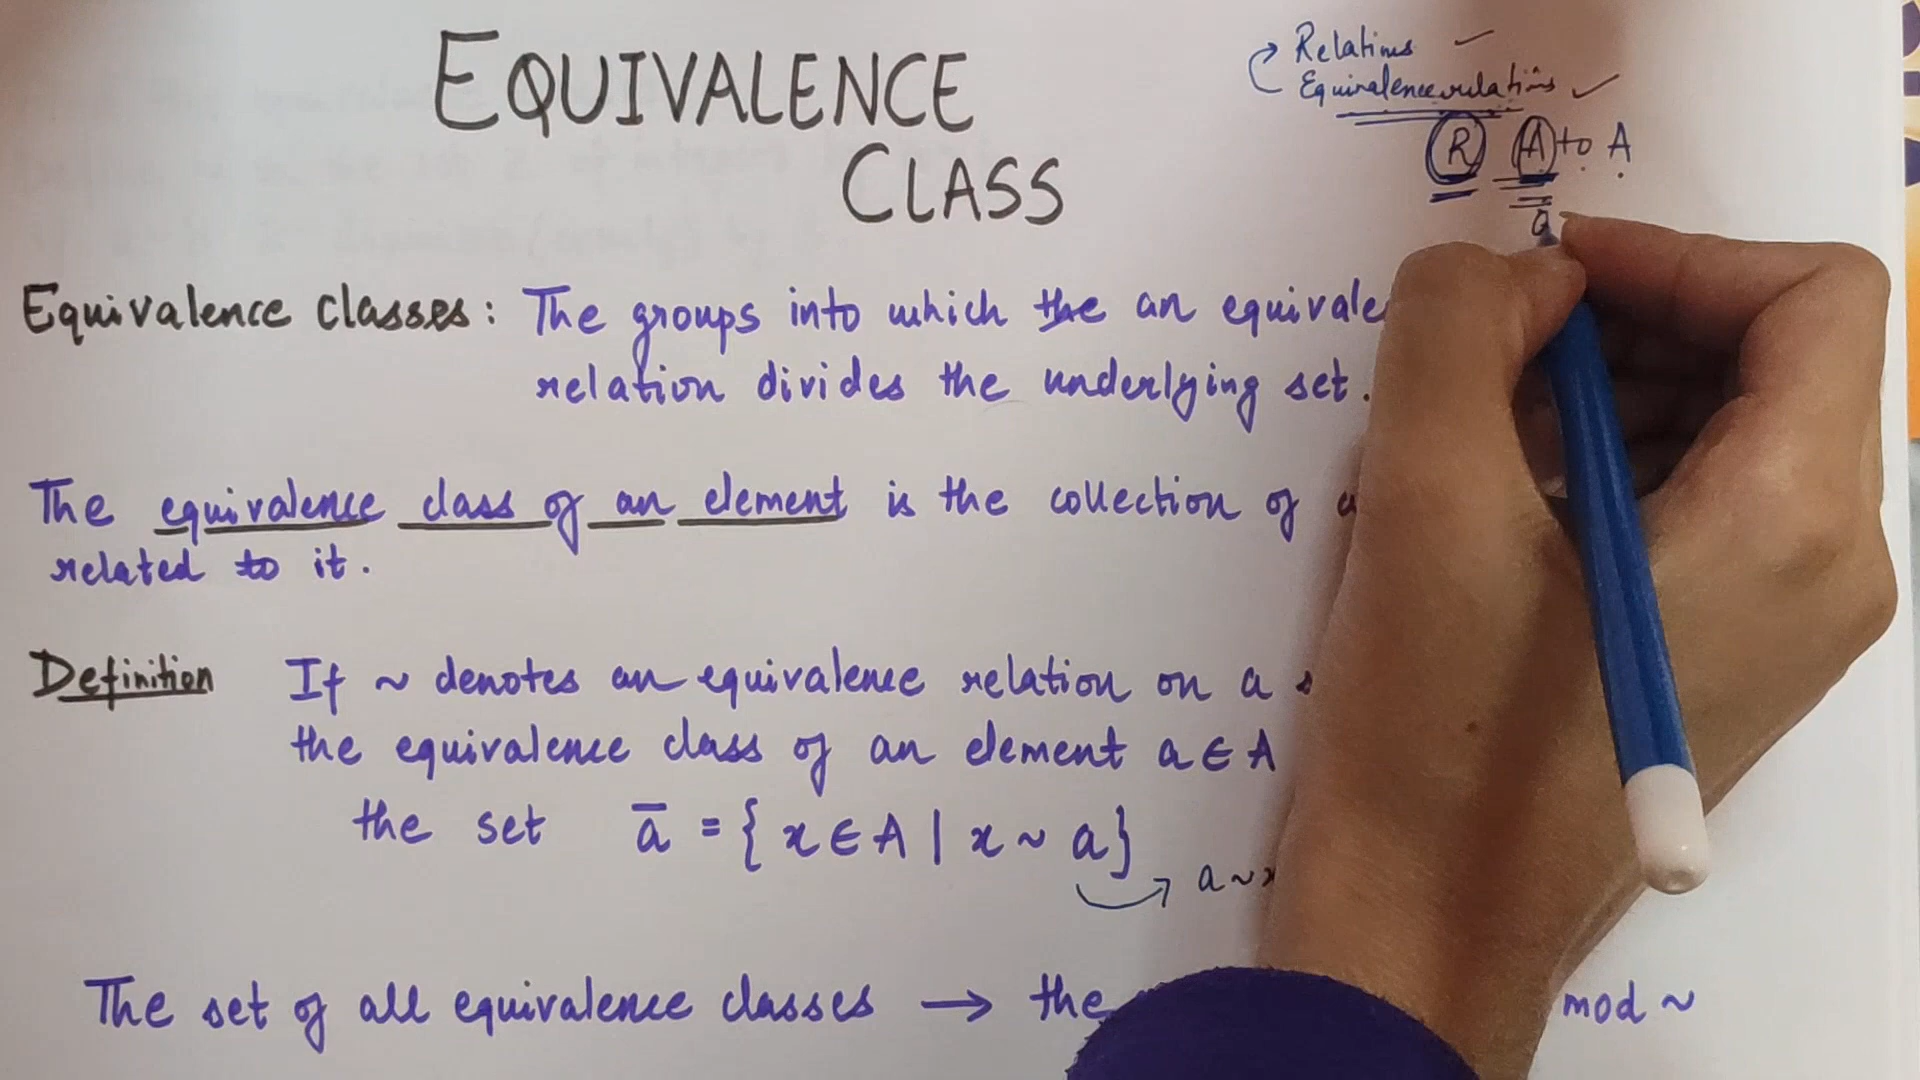 EQUIVALENCE
CLASS
Relations ✓
Equivalence relations ✓
R A to A
a
Equivalence classes: The groups into which the an
relation divides the underlying set.
The equivalence class of an element is the collection of
related to it.
Definition If ~ denotes an equivalence relation on a
the equivalence class of an element a ∈ A
the set a̅ = { x ∈ A | x ~ a }
a ~ x
The set of all equivalence classes → the
mod ~